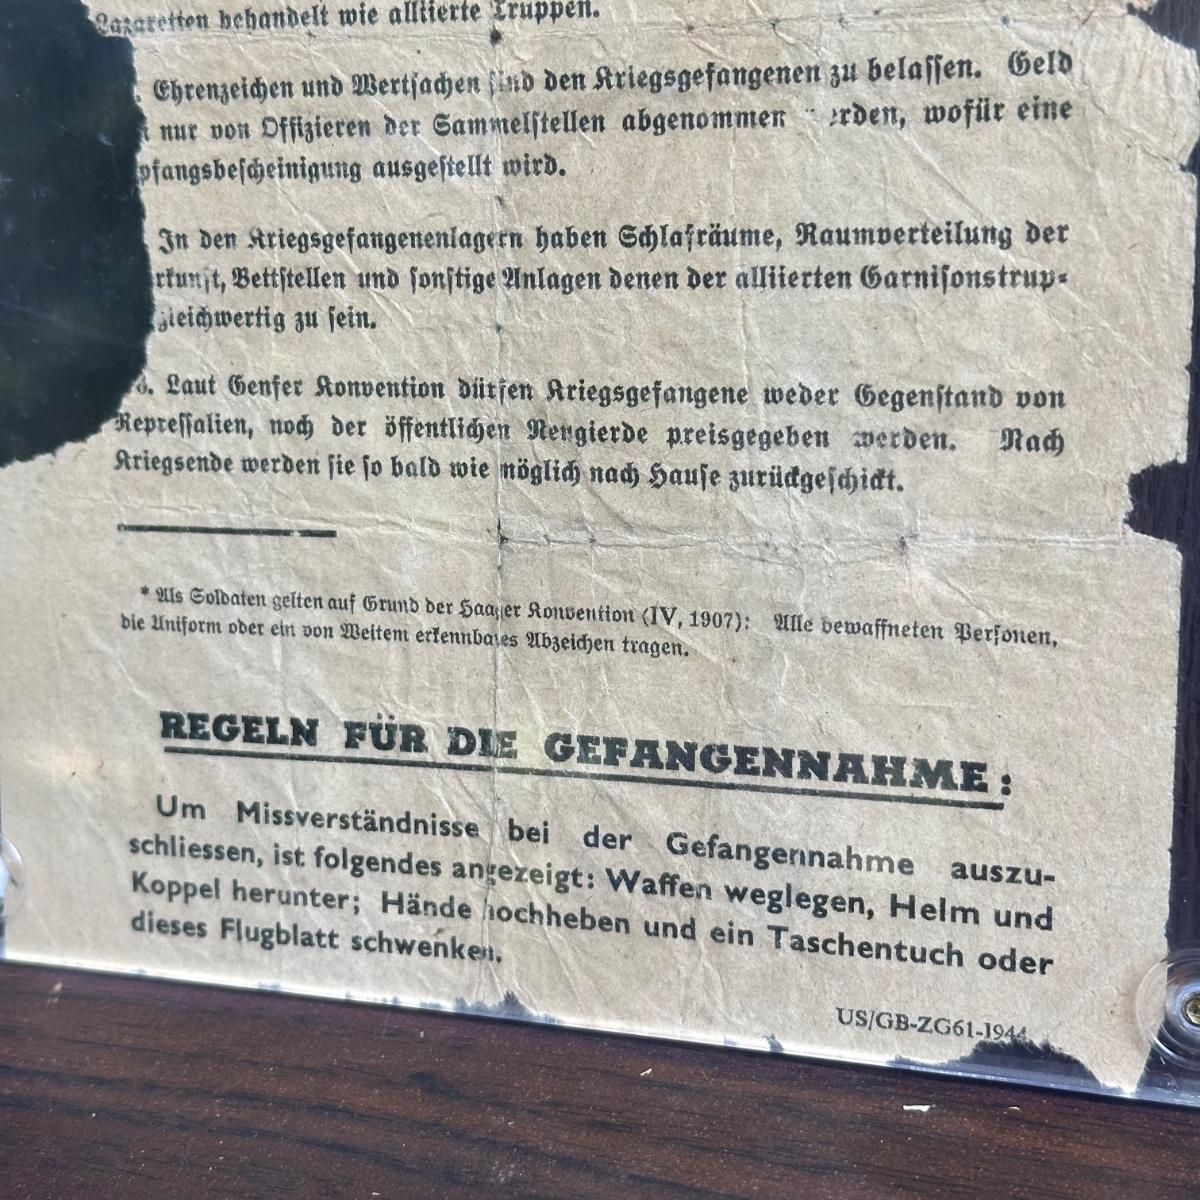 Lazaretten behandelt wie alliierte Truppen.
Ehrenzeichen und Wertsachen sind den Kriegsgefangenen zu belassen. Geld
nur von Offizieren der Sammelstellen abgenommen erden, wofür eine
pfangsbescheinigung ausgestellt wird.
In den Kriegsgefangenenlagern haben Schlafräume, Raumverteilung der
rkunft, Bettstellen und sonstige Anlagen denen der alliierten Garnisonstrup-
gleichwertig zu sein.
. Laut Genfer Konvention dürfen Kriegsgefangene weder Gegenstand von
Repressalien, noch der öffentlichen Neugierde preisgegeben werden. Nach
Kriegsende werden sie so bald wie möglich nach Hause zurückgeschickt.
* Als Soldaten gelten auf Grund der Haager Konvention (IV, 1907): Alle bewaffneten Personen,
die Uniform oder ein von Weitem erkennbares Abzeichen tragen.
REGELN FÜR DIE GEFANGENNAHME:
Um Missverständnisse bei der Gefangennahme auszu-
schliessen, ist folgendes angezeigt: Waffen weglegen, Helm und
Koppel herunter; Hände hochheben und ein Taschentuch oder
dieses Flugblatt schwenken.
US/GB-ZG61-1944